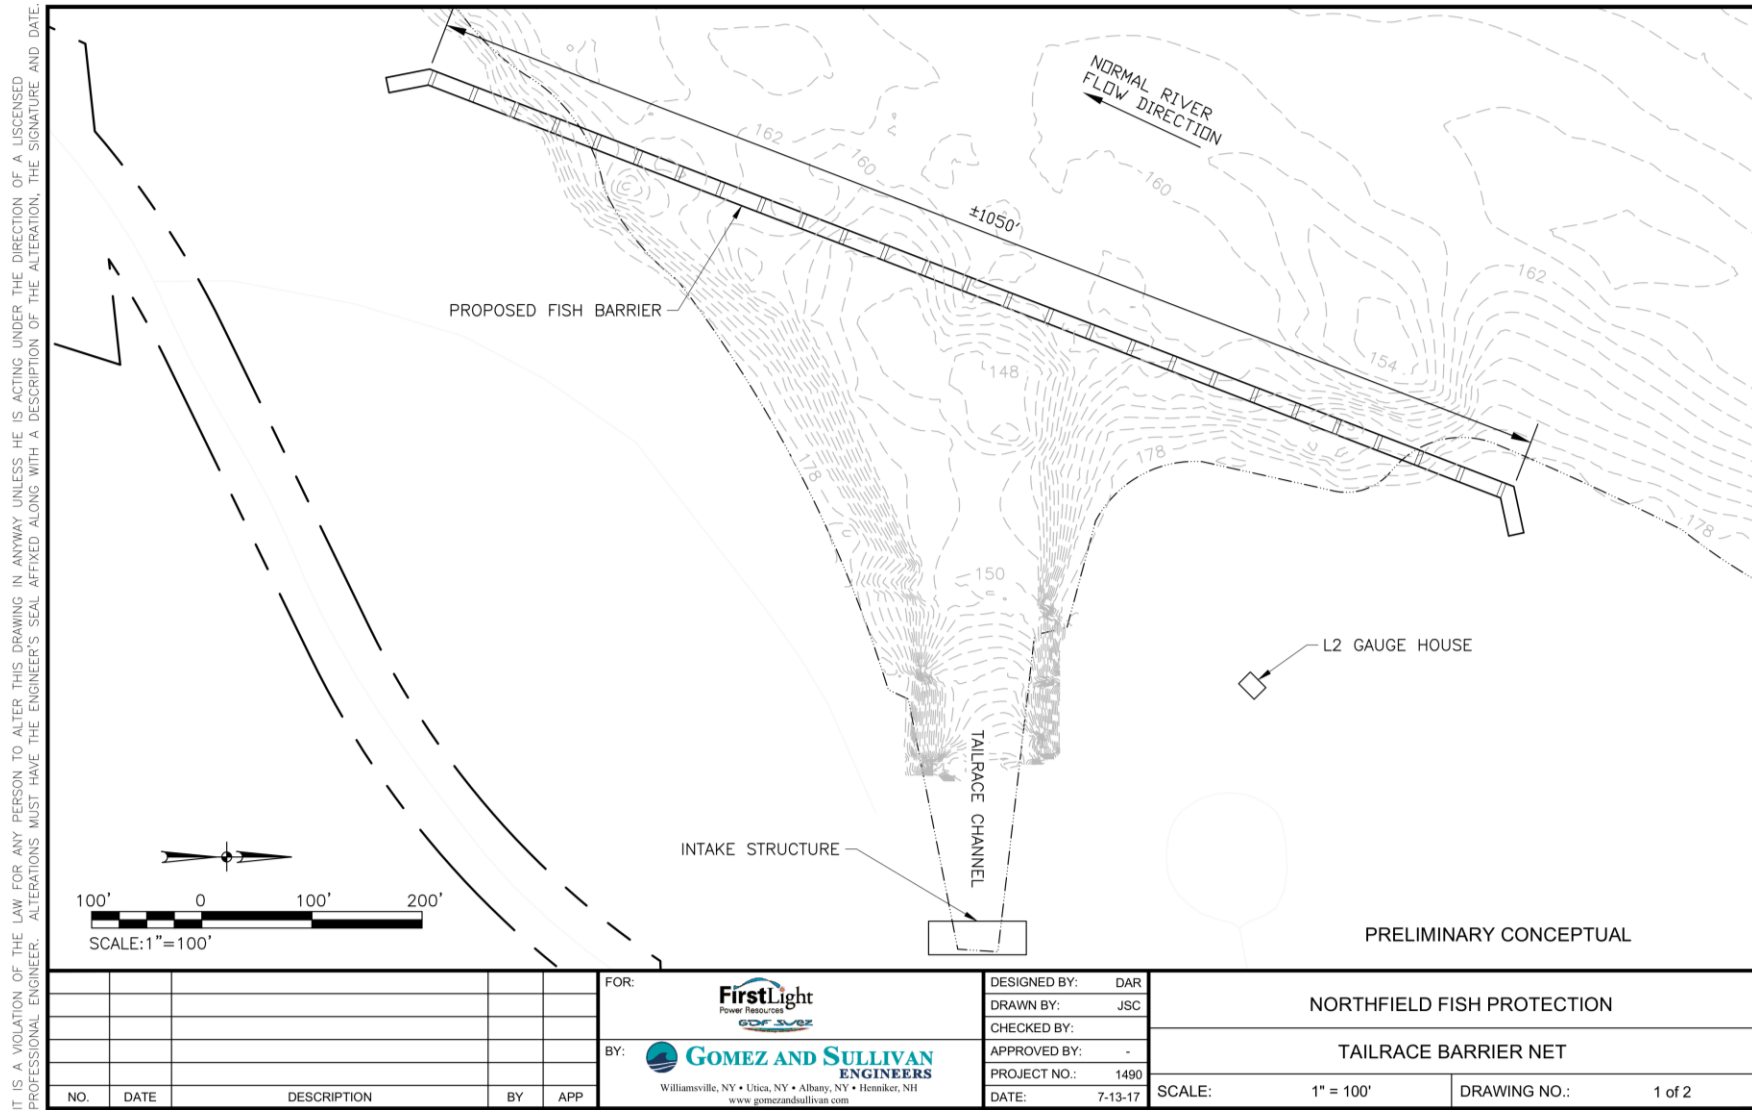 IT IS A VIOLATION OF THE LAW FOR ANY PERSON TO ALTER THIS DRAWING IN ANYWAY UNLESS HE IS ACTING UNDER THE DIRECTION OF A LISCENSED
PROFESSIONAL ENGINEER. ALTERATIONS MUST HAVE THE ENGINEER'S SEAL AFFIXED ALONG WITH A DESCRIPTION OF THE ALTERATION, THE SIGNATURE AND DATE.
NORMAL RIVER
FLOW DIRECTION
162
160
160
±1050'
162
PROPOSED FISH BARRIER
154
148
178
178
178
150
L2 GAUGE HOUSE
TAILRACE CHANNEL
INTAKE STRUCTURE
100' 0 100' 200'
SCALE:1"=100'
PRELIMINARY CONCEPTUAL
NO. DATE DESCRIPTION BY APP
FOR:
FirstLight
Power Resources
GDF SUEZ
BY:
GOMEZ AND SULLIVAN
ENGINEERS
Williamsville, NY • Utica, NY • Albany, NY • Henniker, NH
www.gomezandsullivan.com
DESIGNED BY: DAR
DRAWN BY: JSC
CHECKED BY:
APPROVED BY: -
PROJECT NO.: 1490
DATE: 7-13-17
NORTHFIELD FISH PROTECTION
TAILRACE BARRIER NET
SCALE: 1" = 100'
DRAWING NO.: 1 of 2